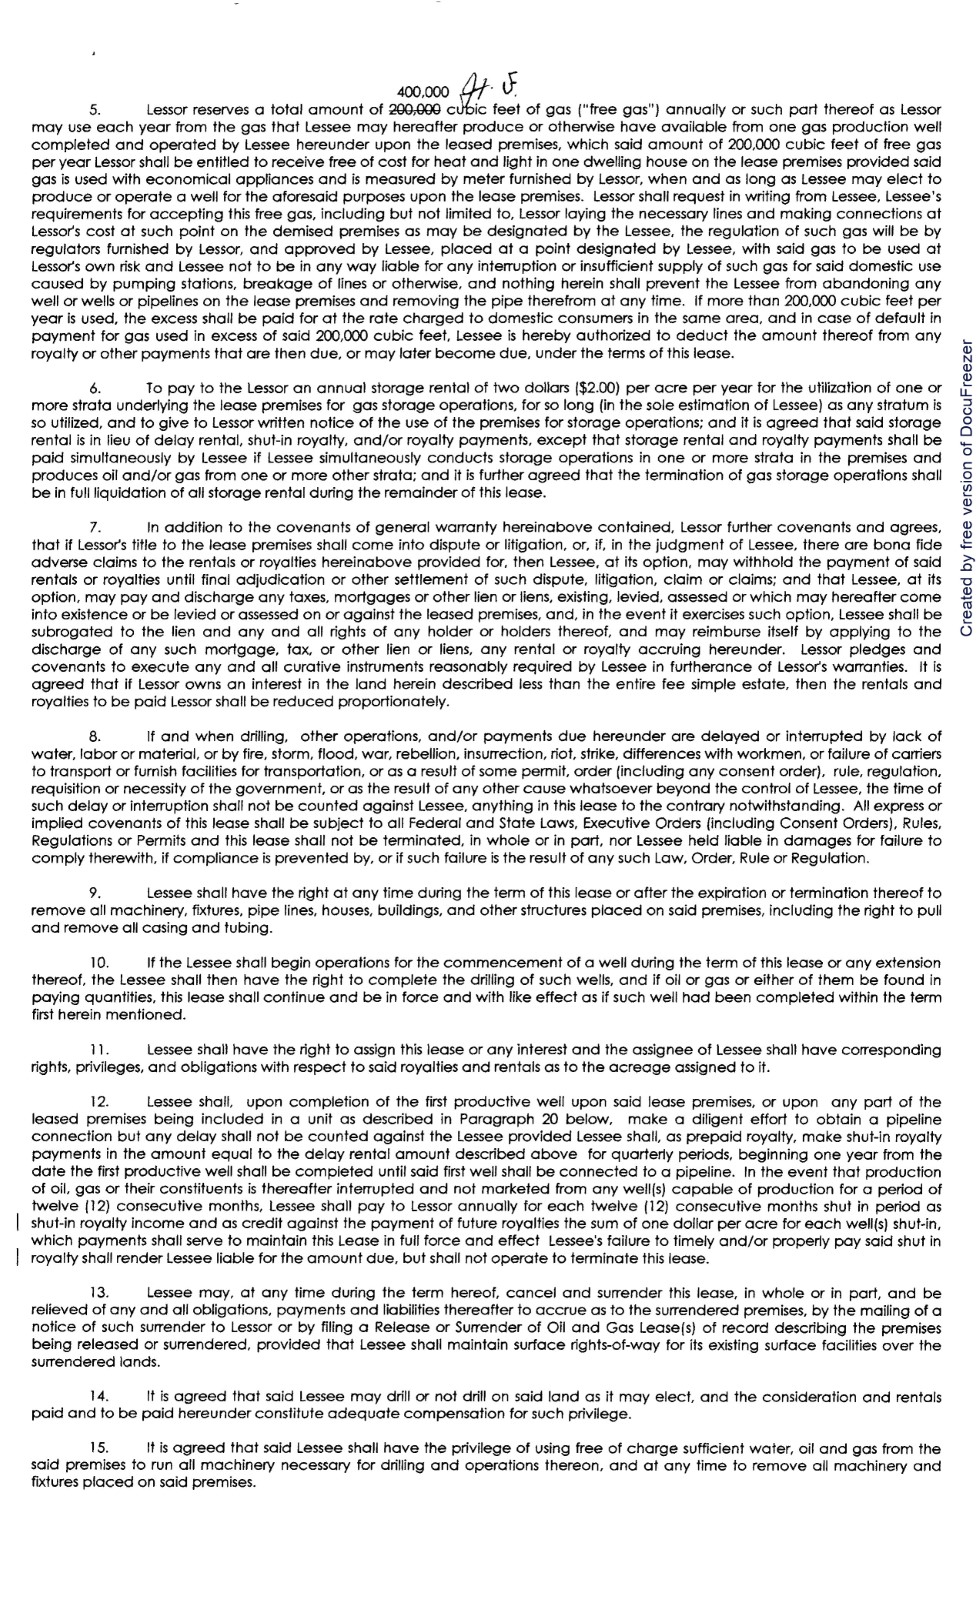 400,000
5. Lessor reserves a total amount of 200,000 cubic feet of gas ("free gas") annually or such part thereof as Lessor
may use each year from the gas that Lessee may hereafter produce or otherwise have available from one gas production well
completed and operated by Lessee hereunder upon the leased premises, which said amount of 200,000 cubic feet of free gas
per year Lessor shall be entitled to receive free of cost for heat and light in one dwelling house on the lease premises provided said
gas is used with economical appliances and is measured by meter furnished by Lessor, when and as long as Lessee may elect to
produce or operate a well for the aforesaid purposes upon the lease premises. Lessor shall request in writing from Lessee, Lessee's
requirements for accepting this free gas, including but not limited to, Lessor laying the necessary lines and making connections at
Lessor's cost at such point on the demised premises as may be designated by the Lessee, the regulation of such gas will be by
regulators furnished by Lessor, and approved by Lessee, placed at a point designated by Lessee, with said gas to be used at
Lessor's own risk and Lessee not to be in any way liable for any interruption or insufficient supply of such gas for said domestic use
caused by pumping stations, breakage of lines or otherwise, and nothing herein shall prevent the Lessee from abandoning any
well or wells or pipelines on the lease premises and removing the pipe therefrom at any time. If more than 200,000 cubic feet per
year is used, the excess shall be paid for at the rate charged to domestic consumers in the same area, and in case of default in
payment for gas used in excess of said 200,000 cubic feet, Lessee is hereby authorized to deduct the amount thereof from any
royalty or other payments that are then due, or may later become due, under the terms of this lease.
6. To pay to the Lessor an annual storage rental of two dollars ($2.00) per acre per year for the utilization of one or
more strata underlying the lease premises for gas storage operations, for so long (in the sole estimation of Lessee) as any stratum is
so utilized, and to give to Lessor written notice of the use of the premises for storage operations; and it is agreed that said storage
rental is in lieu of delay rental, shut-in royalty, and/or royalty payments, except that storage rental and royalty payments shall be
paid simultaneously by Lessee if Lessee simultaneously conducts storage operations in one or more strata in the premises and
produces oil and/or gas from one or more other strata; and it is further agreed that the termination of gas storage operations shall
be in full liquidation of all storage rental during the remainder of this lease.
7. In addition to the covenants of general warranty hereinabove contained, Lessor further covenants and agrees,
that if Lessor's title to the lease premises shall come into dispute or litigation, or, if, in the judgment of Lessee, there are bona fide
adverse claims to the rentals or royalties hereinabove provided for, then Lessee, at its option, may withhold the payment of said
rentals or royalties until final adjudication or other settlement of such dispute, litigation, claim or claims; and that Lessee, at its
option, may pay and discharge any taxes, mortgages or other lien or liens, existing, levied, assessed or which may hereafter come
into existence or be levied or assessed on or against the leased premises, and, in the event it exercises such option, Lessee shall be
subrogated to the lien and any and all rights of any holder or holders thereof, and may reimburse itself by applying to the
discharge of any such mortgage, tax, or other lien or liens, any rental or royalty accruing hereunder. Lessor pledges and
covenants to execute any and all curative instruments reasonably required by Lessee in furtherance of Lessor's warranties. It is
agreed that if Lessor owns an interest in the land herein described less than the entire fee simple estate, then the rentals and
royalties to be paid Lessor shall be reduced proportionately.
8. If and when drilling, other operations, and/or payments due hereunder are delayed or interrupted by lack of
water, labor or material, or by fire, storm, flood, war, rebellion, insurrection, riot, strike, differences with workmen, or failure of carriers
to transport or furnish facilities for transportation, or as a result of some permit, order (including any consent order), rule, regulation,
requisition or necessity of the government, or as the result of any other cause whatsoever beyond the control of Lessee, the time of
such delay or interruption shall not be counted against Lessee, anything in this lease to the contrary notwithstanding. All express or
implied covenants of this lease shall be subject to all Federal and State Laws, Executive Orders (including Consent Orders), Rules,
Regulations or Permits and this lease shall not be terminated, in whole or in part, nor Lessee held liable in damages for failure to
comply therewith, if compliance is prevented by, or if such failure is the result of any such Law, Order, Rule or Regulation.
9. Lessee shall have the right at any time during the term of this lease or after the expiration or termination thereof to
remove all machinery, fixtures, pipe lines, houses, buildings, and other structures placed on said premises, including the right to pull
and remove all casing and tubing.
10. If the Lessee shall begin operations for the commencement of a well during the term of this lease or any extension
thereof, the Lessee shall then have the right to complete the drilling of such wells, and if oil or gas or either of them be found in
paying quantities, this lease shall continue and be in force and with like effect as if such well had been completed within the term
first herein mentioned.
11. Lessee shall have the right to assign this lease or any interest and the assignee of Lessee shall have corresponding
rights, privileges, and obligations with respect to said royalties and rentals as to the acreage assigned to it.
12. Lessee shall, upon completion of the first productive well upon said lease premises, or upon any part of the
leased premises being included in a unit as described in Paragraph 20 below, make a diligent effort to obtain a pipeline
connection but any delay shall not be counted against the Lessee provided Lessee shall, as prepaid royalty, make shut-in royalty
payments in the amount equal to the delay rental amount described above for quarterly periods, beginning one year from the
date the first productive well shall be completed until said first well shall be connected to a pipeline. In the event that production
of oil, gas or their constituents is thereafter interrupted and not marketed from any well(s) capable of production for a period of
twelve (12) consecutive months, Lessee shall pay to Lessor annually for each twelve (12) consecutive months shut in period as
shut-in royalty income and as credit against the payment of future royalties the sum of one dollar per acre for each well(s) shut-in,
which payments shall serve to maintain this Lease in full force and effect Lessee's failure to timely and/or properly pay said shut in
royalty shall render Lessee liable for the amount due, but shall not operate to terminate this lease.
13. Lessee may, at any time during the term hereof, cancel and surrender this lease, in whole or in part, and be
relieved of any and all obligations, payments and liabilities thereafter to accrue as to the surrendered premises, by the mailing of a
notice of such surrender to Lessor or by filing a Release or Surrender of Oil and Gas Lease(s) of record describing the premises
being released or surrendered, provided that Lessee shall maintain surface rights-of-way for its existing surface facilities over the
surrendered lands.
14. It is agreed that said Lessee may drill or not drill on said land as it may elect, and the consideration and rentals
paid and to be paid hereunder constitute adequate compensation for such privilege.
15. It is agreed that said Lessee shall have the privilege of using free of charge sufficient water, oil and gas from the
said premises to run all machinery necessary for drilling and operations thereon, and at any time to remove all machinery and
fixtures placed on said premises.
Created by free version of DocuFreezer